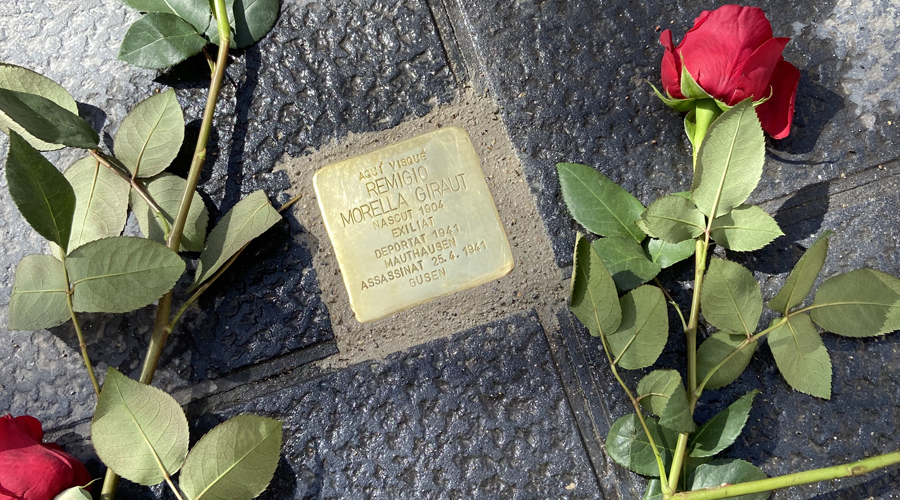 AQUÍ VISQUÉ
REMIGIO
MORELLA GIRAUT
NASCUT 1904
EXILIAT
DEPORTAT 1941
MAUTHAUSEN
ASSASSINAT 25.4.1941
GUSEN